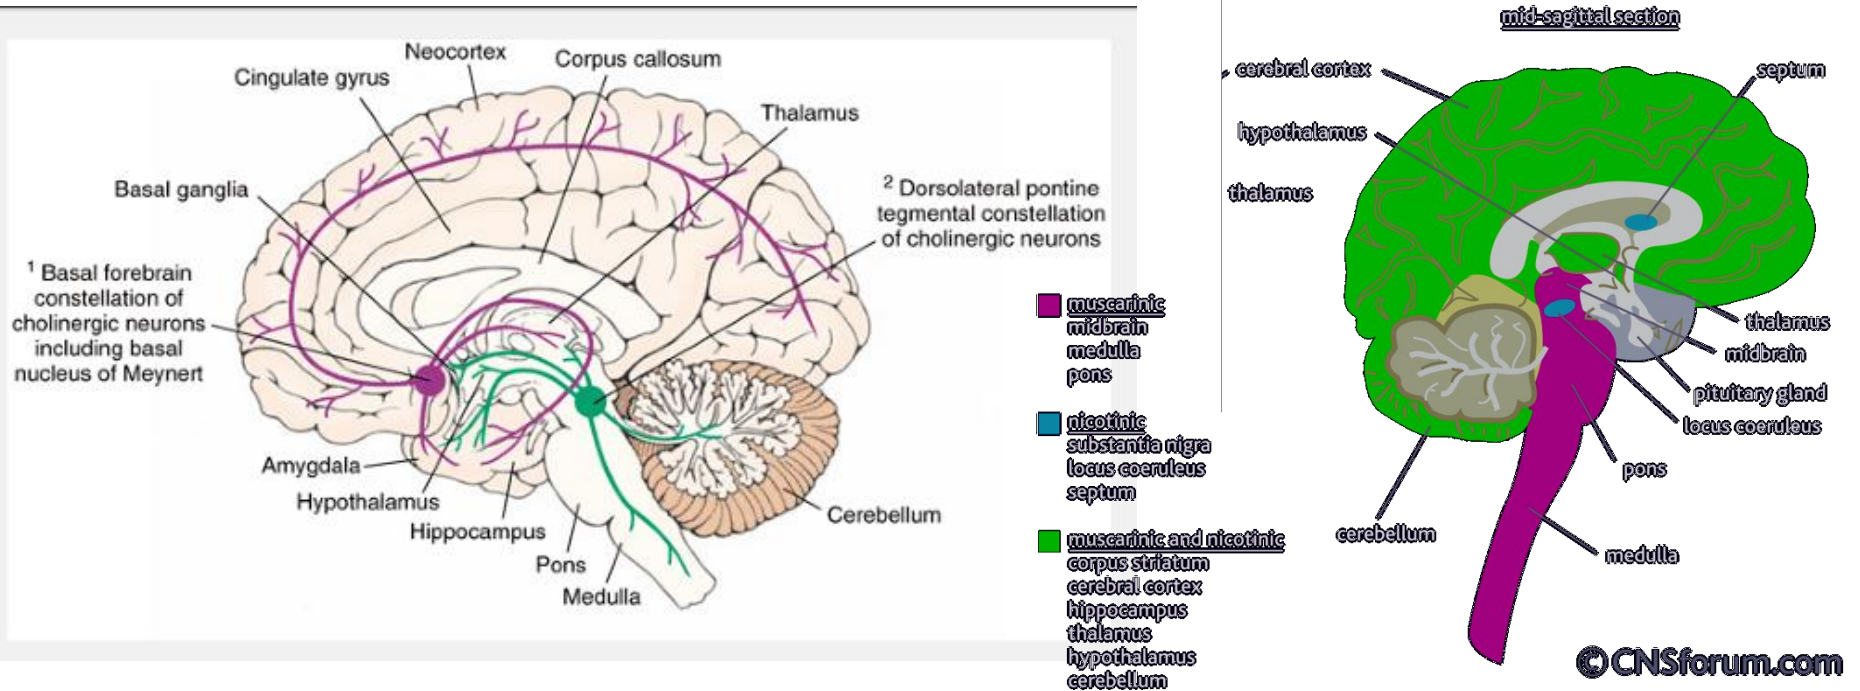 Neocortex
Cingulate gyrus
Corpus callosum
Thalamus
Basal ganglia
2 Dorsolateral pontine
tegmental constellation
of cholinergic neurons
1 Basal forebrain
constellation of
cholinergic neurons
including basal
nucleus of Meynert
Amygdala
Hypothalamus
Hippocampus
Pons
Medulla
Cerebellum
muscarinic
midbrain
medulla
pons
nicotinic
substantia nigra
locus coeruleus
septum
muscarinic and nicotinic
corpus striatum
cerebral cortex
hippocampus
thalamus
hypothalamus
cerebellum
mid-sagittal section
cerebral cortex
septum
hypothalamus
thalamus
thalamus
midbrain
pituitary gland
locus coeruleus
pons
cerebellum
medulla
©CNSforum.com